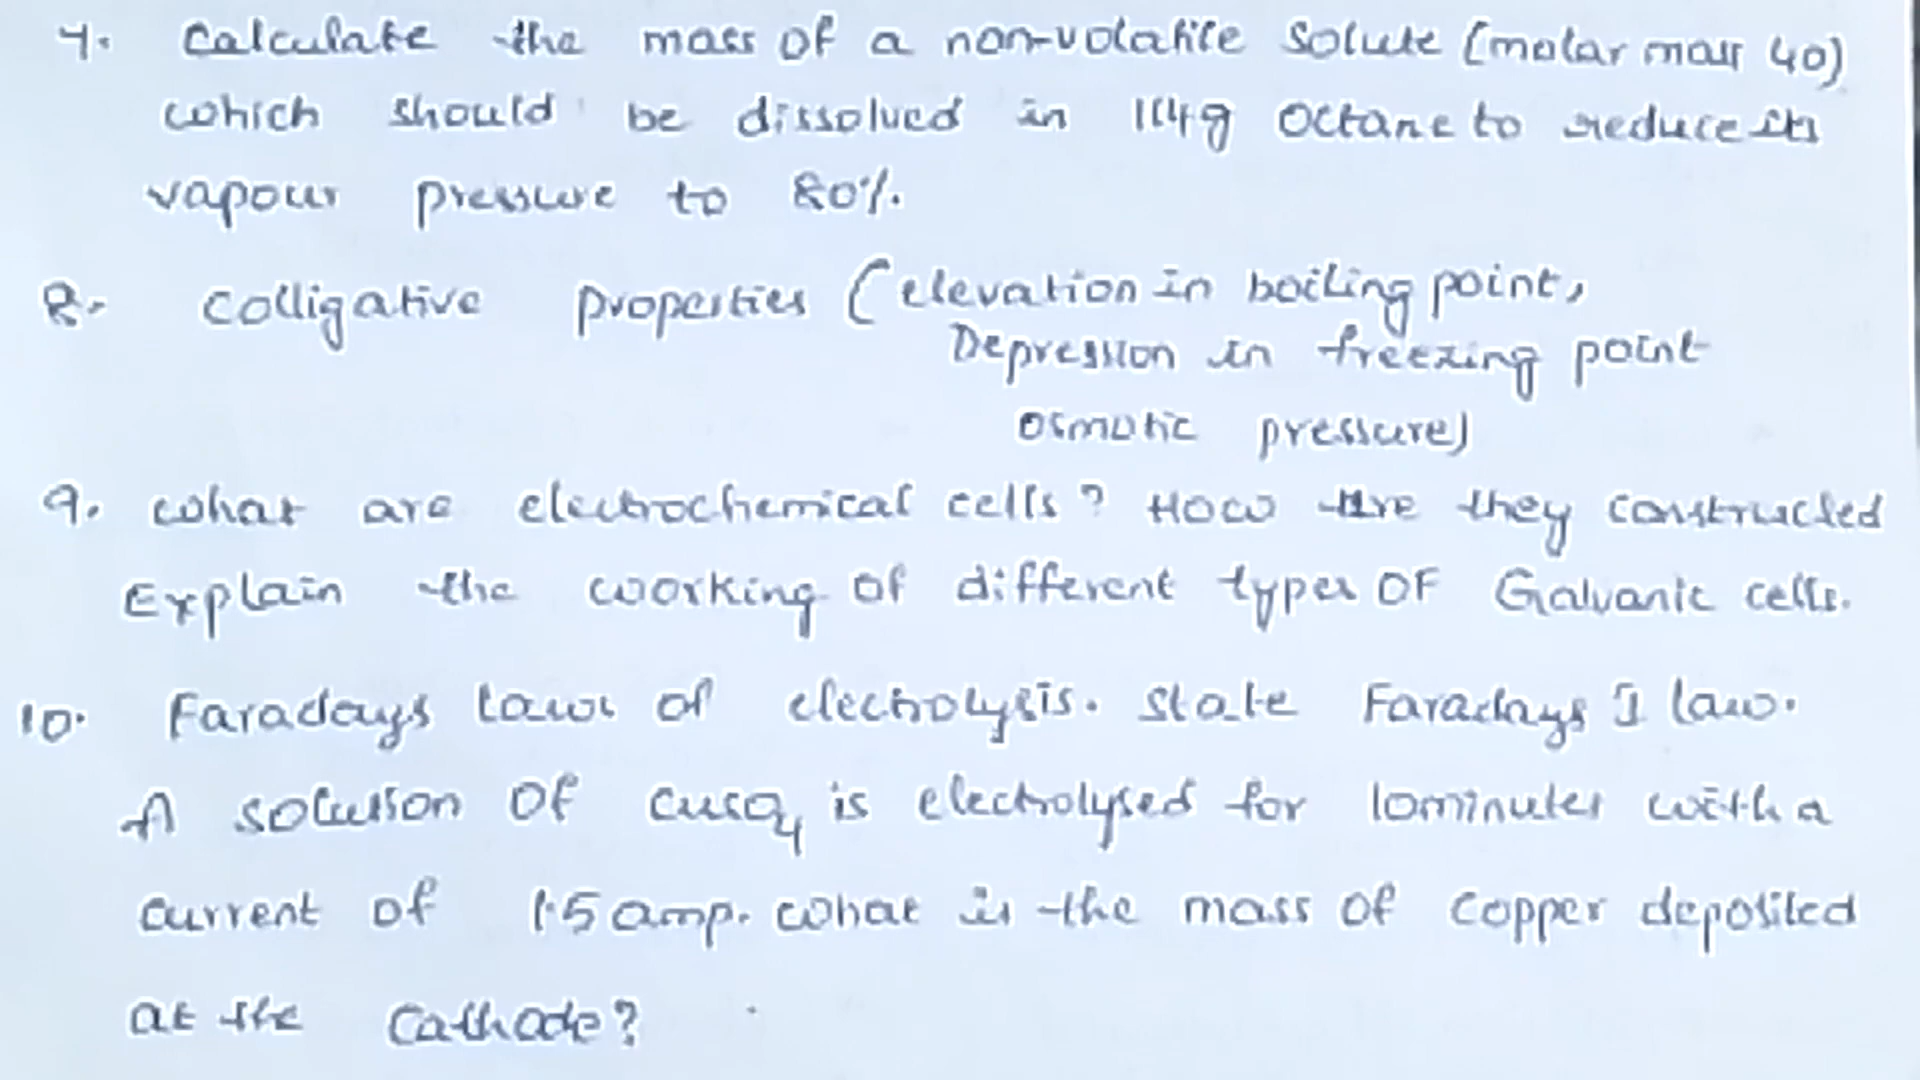 7. Calculate the mass of a non-volatile solute (molar mass 40)
which should be dissolved in 114g octane to reduce its
vapour pressure to 80%.
8. Colligative properties (elevation in boiling point,
Depression in freezing point
osmotic pressure)
9. what are electrochemical cells? How are they constructed
Explain the working of different types of Galvanic cells.
10. Faradays laws of electrolysis. State Faradays I law.
A solution of CuSO4 is electrolysed for 10minutes with a
current of 1.5 amp. what is the mass of copper deposited
at the cathode?